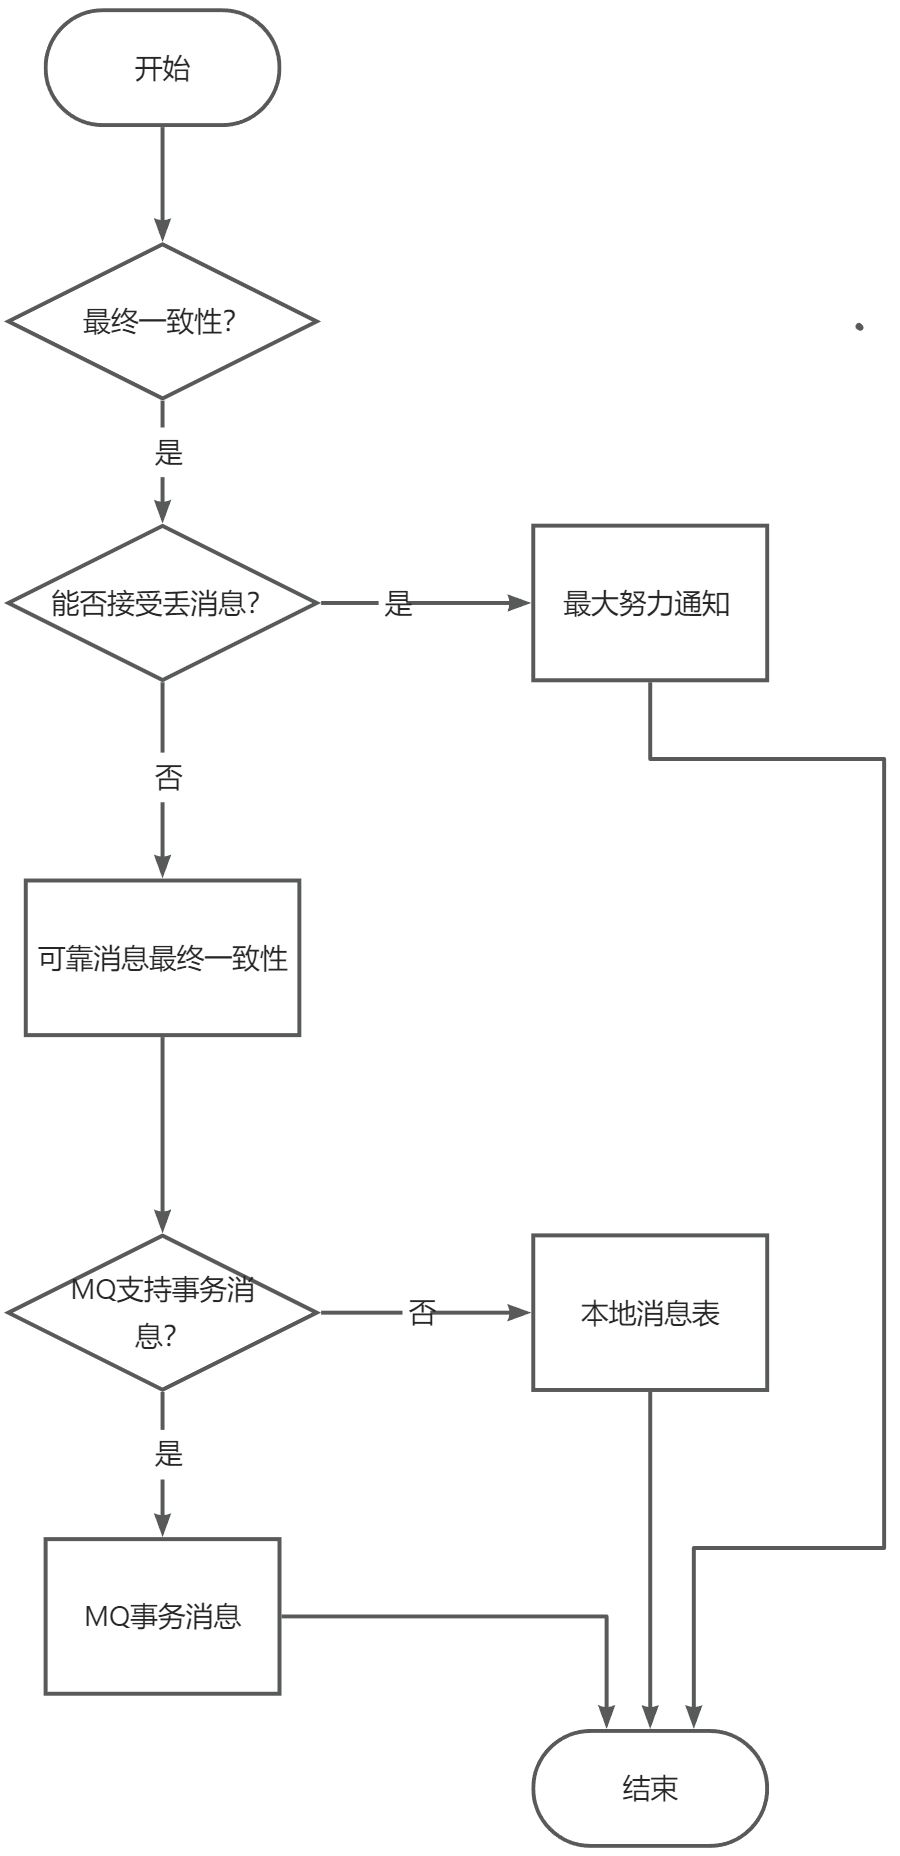 开始
最终一致性?
是
能否接受丢消息?
是
最大努力通知
否
可靠消息最终一致性
MQ支持事务消
息?
否
本地消息表
是
MQ事务消息
结束